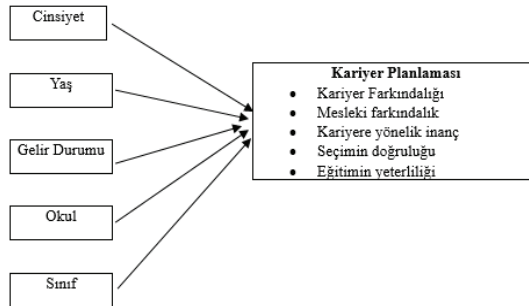 Cinsiyet
Yaş
Gelir Durumu
Okul
Sınıf
Kariyer Planlaması
• Kariyer Farkındalığı
• Mesleki farkındalık
• Kariyere yönelik inanç
• Seçimin doğruluğu
• Eğitimin yeterliliği